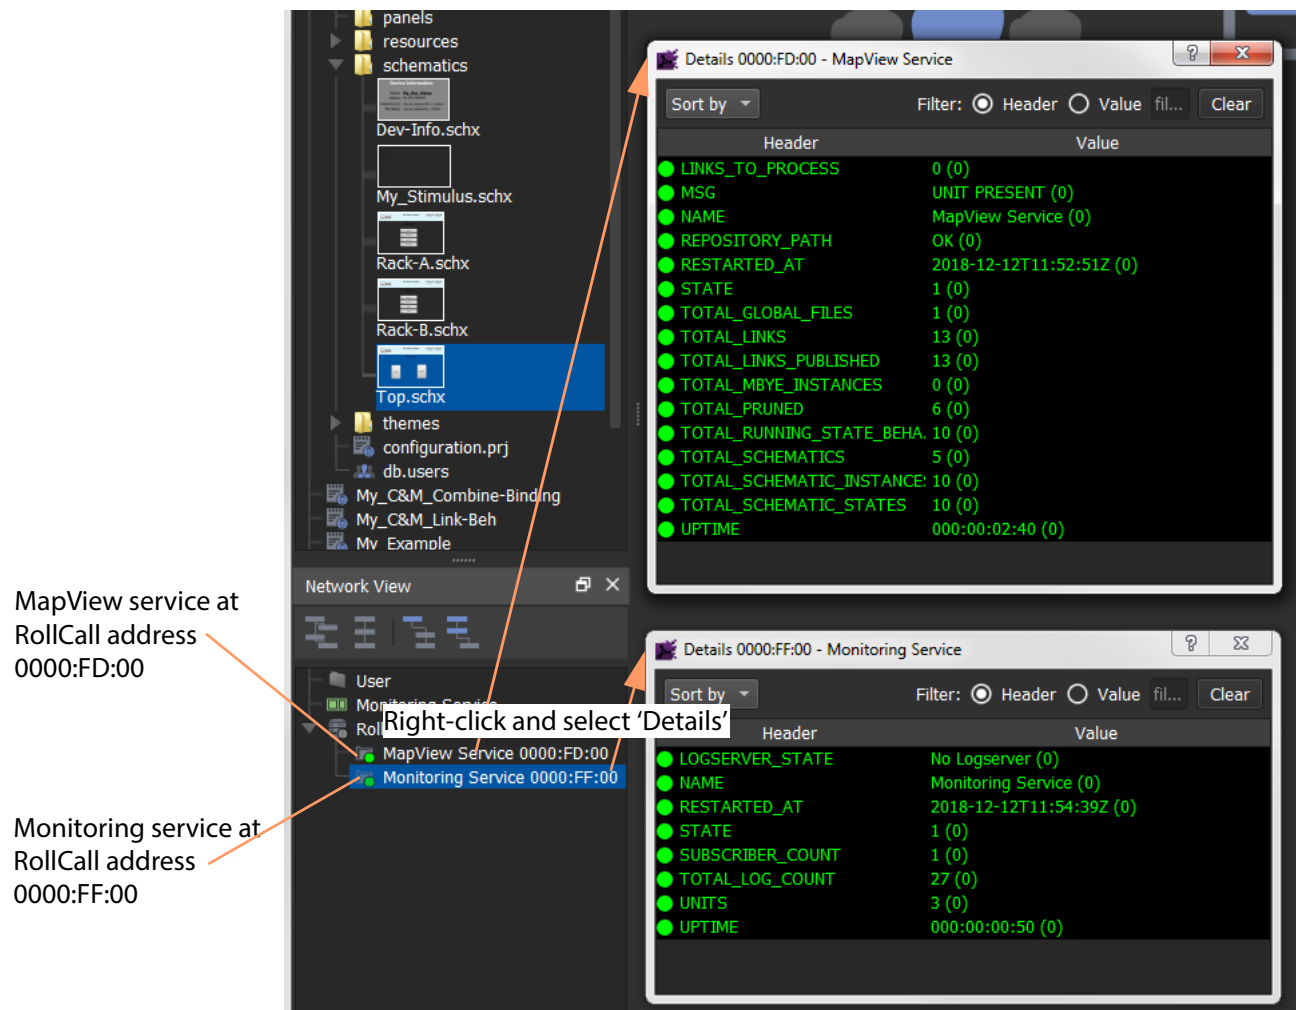 panels
resources
schematics
Dev-Info.schx
My_Stimulus.schx
Rack-A.schx
Rack-B.schx
Top.schx
themes
configuration.prj
db.users
My_C&M_Combine-Binding
My_C&M_Link-Beh
My_Example
Network View
User
Monitoring Service
Roll
MapView Service 0000:FD:00
Monitoring Service 0000:FF:00
Right-click and select ‘Details’
MapView service at
RollCall address
0000:FD:00
Monitoring service at
RollCall address
0000:FF:00
Details 0000:FD:00 - MapView Service
Sort by Filter: Header Value fil... Clear
Header Value
LINKS_TO_PROCESS 0 (0)
MSG UNIT PRESENT (0)
NAME MapView Service (0)
REPOSITORY_PATH OK (0)
RESTARTED_AT 2018-12-12T11:52:51Z (0)
STATE 1 (0)
TOTAL_GLOBAL_FILES 1 (0)
TOTAL_LINKS 13 (0)
TOTAL_LINKS_PUBLISHED 13 (0)
TOTAL_MBYE_INSTANCES 0 (0)
TOTAL_PRUNED 6 (0)
TOTAL_RUNNING_STATE_BEHA. 10 (0)
TOTAL_SCHEMATICS 5 (0)
TOTAL_SCHEMATIC_INSTANCE: 10 (0)
TOTAL_SCHEMATIC_STATES 10 (0)
UPTIME 000:00:02:40 (0)
Details 0000:FF:00 - Monitoring Service
Sort by Filter: Header Value fil... Clear
Header Value
LOGSERVER_STATE No Logserver (0)
NAME Monitoring Service (0)
RESTARTED_AT 2018-12-12T11:54:39Z (0)
STATE 1 (0)
SUBSCRIBER_COUNT 1 (0)
TOTAL_LOG_COUNT 27 (0)
UNITS 3 (0)
UPTIME 000:00:00:50 (0)